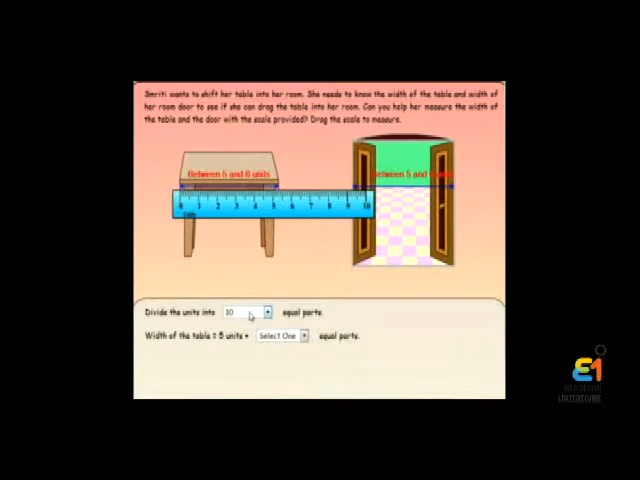 Smriti wants to shift her table into her room. She needs to know the width of the table and width of
her room door to see if she can drag the table into her room. Can you help her measure the width of
the table and the door with the scale provided? Drag the scale to measure.
Between 5 and 6 units
Between 5 and
0 1 2 3 4 5 6 7 8 9 10
Divide the units into 10 equal parts.
Width of the table = 5 units + Select One equal parts.
EI
educational
INITIATIVES